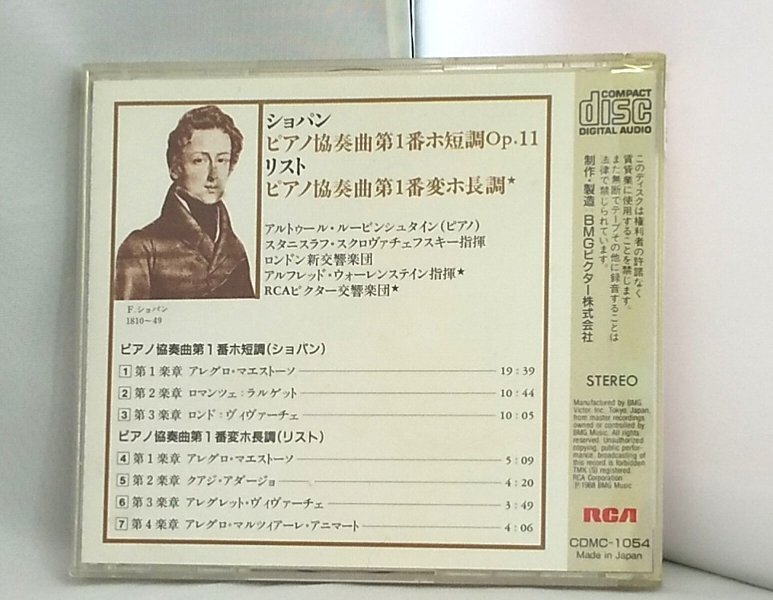 ショパン
ピアノ協奏曲第1番ホ短調Op.11
リスト
ピアノ協奏曲第1番変ホ長調★
アルトゥール・ルービンシュタイン(ピアノ)
スタニスラフ・スクロヴァチェフスキー指揮
ロンドン新交響楽団
アルフレッド・ウォーレンステイン指揮★
RCAビクター交響楽団★
F.ショパン
1810〜49
ピアノ協奏曲第1番ホ短調(ショパン)
1 第1楽章 アレグロ・マエストーソ 19:39
2 第2楽章 ロマンツェ:ラルゲット 10:44
3 第3楽章 ロンド:ヴィヴァーチェ 10:05
ピアノ協奏曲第1番変ホ長調(リスト)
4 第1楽章 アレグロ・マエストーソ 5:09
5 第2楽章 クアジ・アダージョ 4:20
6 第3楽章 アレグレット・ヴィヴァーチェ 3:49
7 第4楽章 アレグロ・マルツィアーレ・アニマート 4:06
COMPACT
disc
DIGITAL AUDIO
このディスクは権利者の許諾なく
賃貸業に使用することを禁じます。
また無断でテープその他に録音することは
法律で禁じられています。
制作・製造 BMGビクター株式会社
STEREO
Manufactured by BMG
Victor, Inc. Tokyo, Japan,
from master recordings
owned or controlled by
BMG Music. All rights
reserved. Unauthorized
copying, public perfor-
mance, broadcasting of
this record is forbidden.
TMK (S) registered
RCA Corporation
Ⓟ1988 BMG Music
RCA
CDMC-1054
Made in Japan